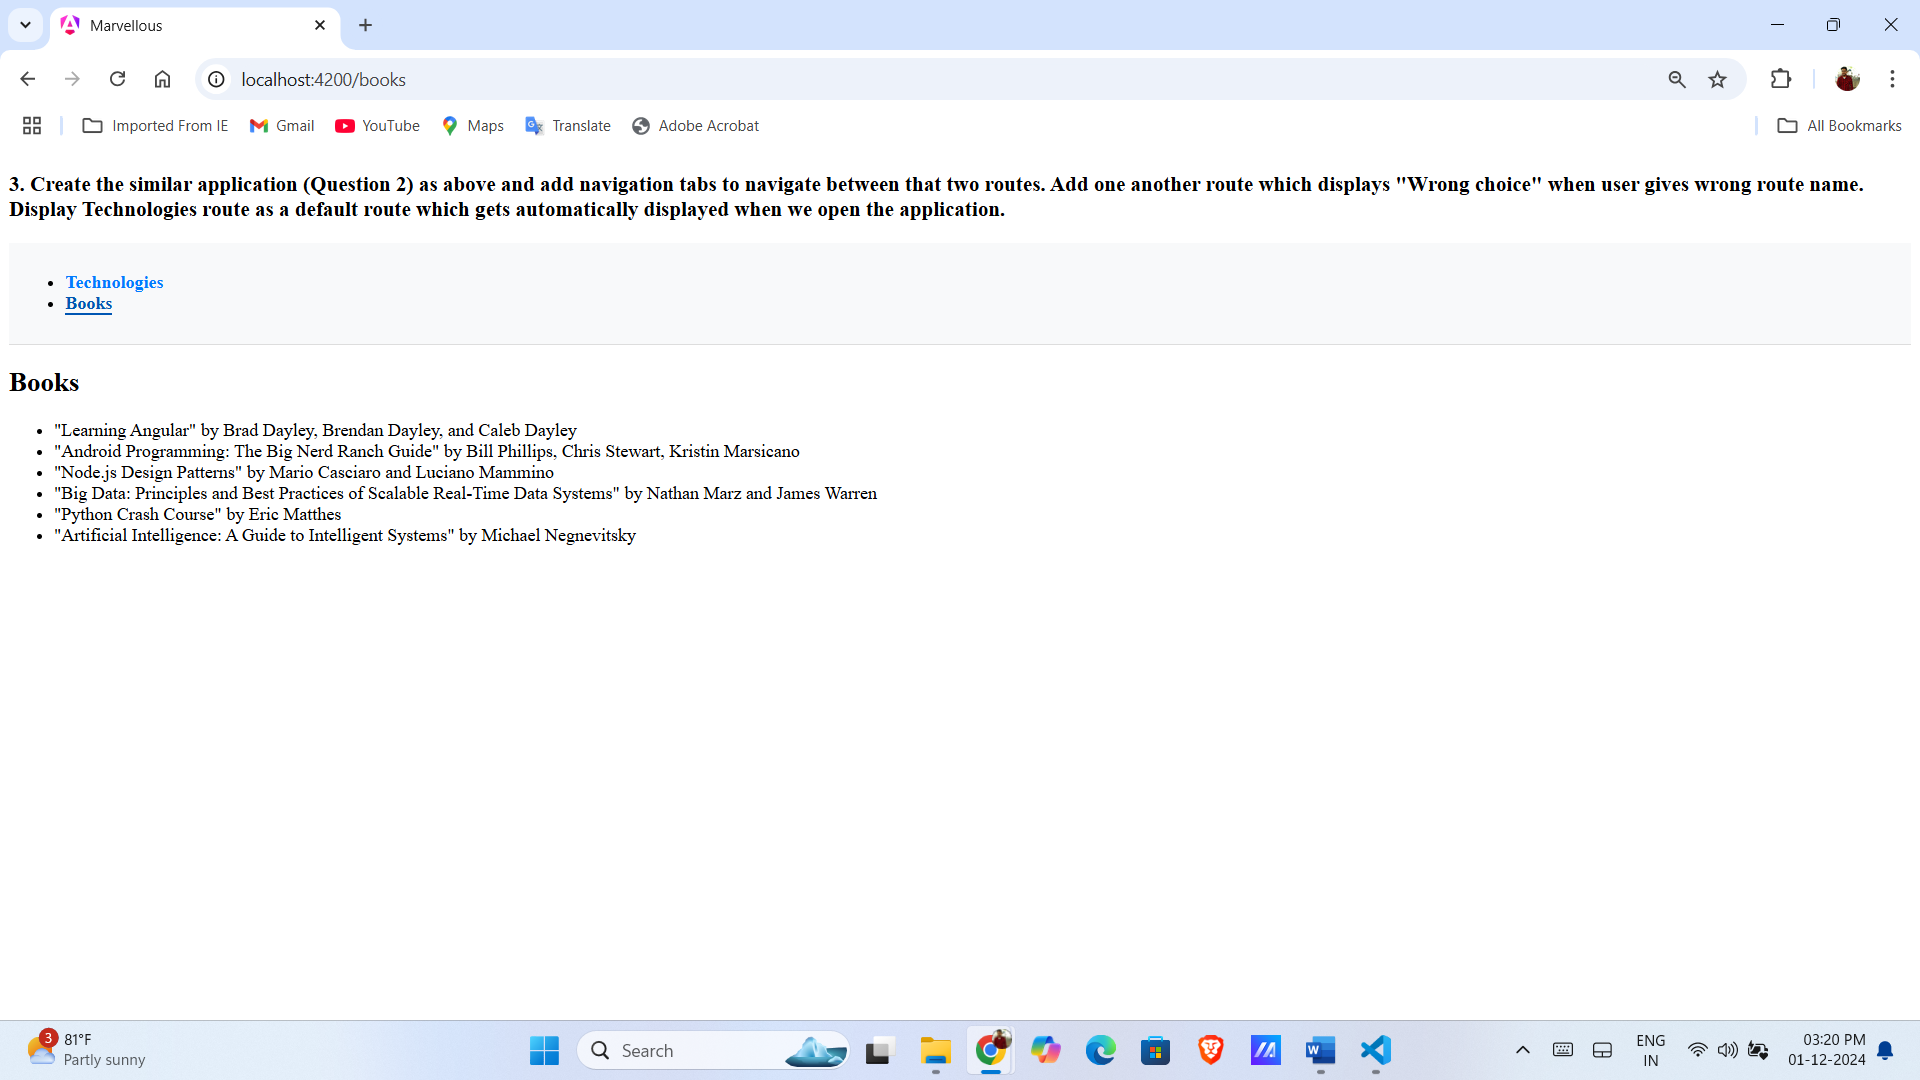 Marvellous
localhost:4200/books
Imported From IE Gmail YouTube Maps Translate Adobe Acrobat All Bookmarks
3. Create the similar application (Question 2) as above and add navigation tabs to navigate between that two routes. Add one another route which displays "Wrong choice" when user gives wrong route name.
Display Technologies route as a default route which gets automatically displayed when we open the application.
Technologies
Books
Books
"Learning Angular" by Brad Dayley, Brendan Dayley, and Caleb Dayley
"Android Programming: The Big Nerd Ranch Guide" by Bill Phillips, Chris Stewart, Kristin Marsicano
"Node.js Design Patterns" by Mario Casciaro and Luciano Mammino
"Big Data: Principles and Best Practices of Scalable Real-Time Data Systems" by Nathan Marz and James Warren
"Python Crash Course" by Eric Matthes
"Artificial Intelligence: A Guide to Intelligent Systems" by Michael Negnevitsky
3 81°F
Partly sunny
Search
ENG
IN
03:20 PM
01-12-2024